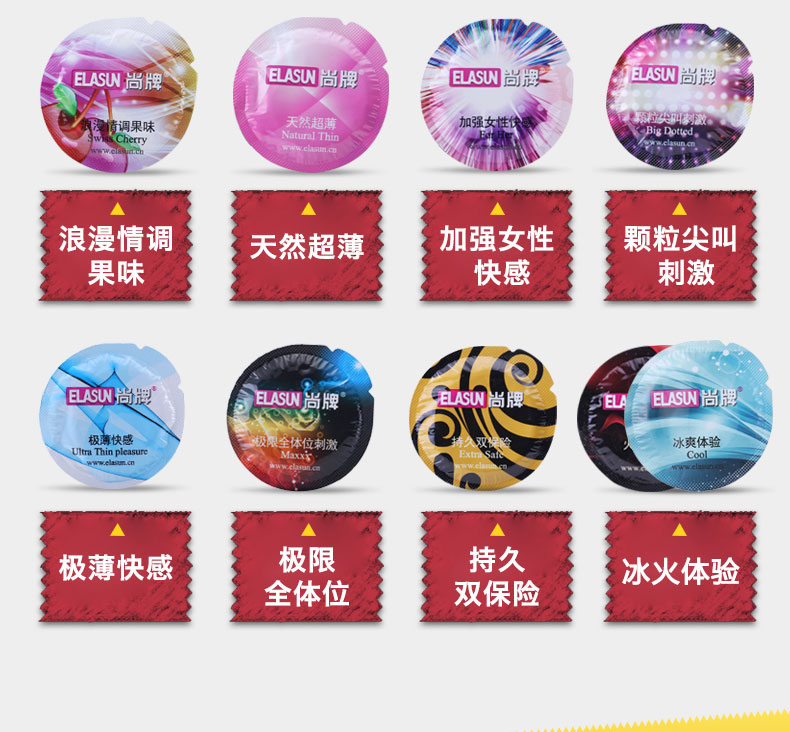 ELASUN 尚牌
浪漫情调果味
Swiss Cherry
www.elasun.cn
ELASUN 尚牌
天然超薄
Natural Thin
www.elasun.cn
ELASUN 尚牌
加强女性快感
For Her
www.elasun.cn
ELASUN 尚牌
颗粒尖叫刺激
Big Dotted
www.elasun.cn
浪漫情调
果味
天然超薄
加强女性
快感
颗粒尖叫
刺激
ELASUN 尚牌®
极薄快感
Ultra Thin pleasure
www.elasun.cn
ELASUN 尚牌®
极限全体位刺激
Maxx
www.elasun.cn
ELASUN 尚牌
持久双保险
Extra Safe
www.elasun.cn
ELA
火
ELASUN 尚牌®
冰爽体验
Cool
www.elasun.cn
极薄快感
极限
全体位
持久
双保险
冰火体验